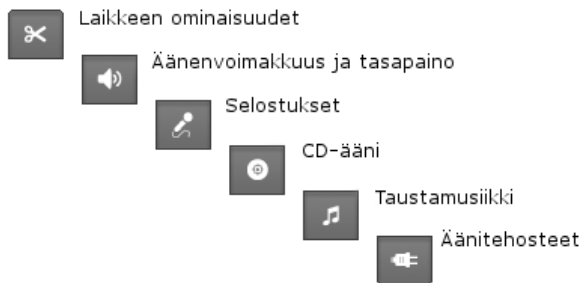 Laikkeen ominaisuudet
Äänenvoimakkuus ja tasapaino
Selostukset
CD-ääni
Taustamusiikki
Äänitehosteet